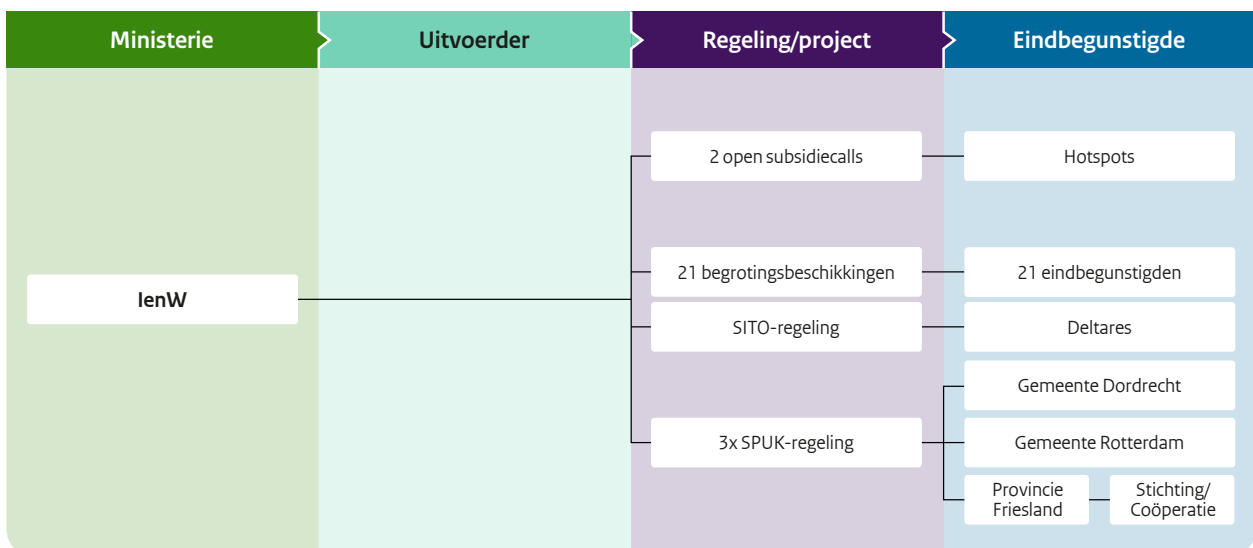 Ministerie
Uitvoerder
Regeling/project
Eindbegunstigde
2 open subsidiecalls
Hotspots
21 begrotingsbeschikkingen
21 eindbegunstigden
IenW
SITO-regeling
Deltares
Gemeente Dordrecht
3x SPUK-regeling
Gemeente Rotterdam
Provincie
Friesland
Stichting/
Coöperatie